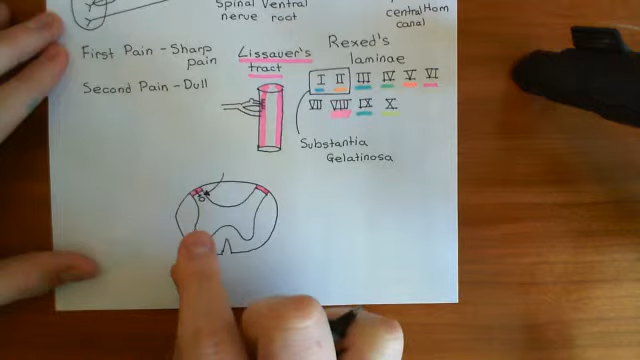 Spinal Ventral
nerve root
central Horn
canal
First Pain - Sharp
pain
Second Pain - Dull
Lissauer's
tract
Rexed's
laminae
I II III IV V VI
VII VIII IX X
Substantia
Gelatinosa